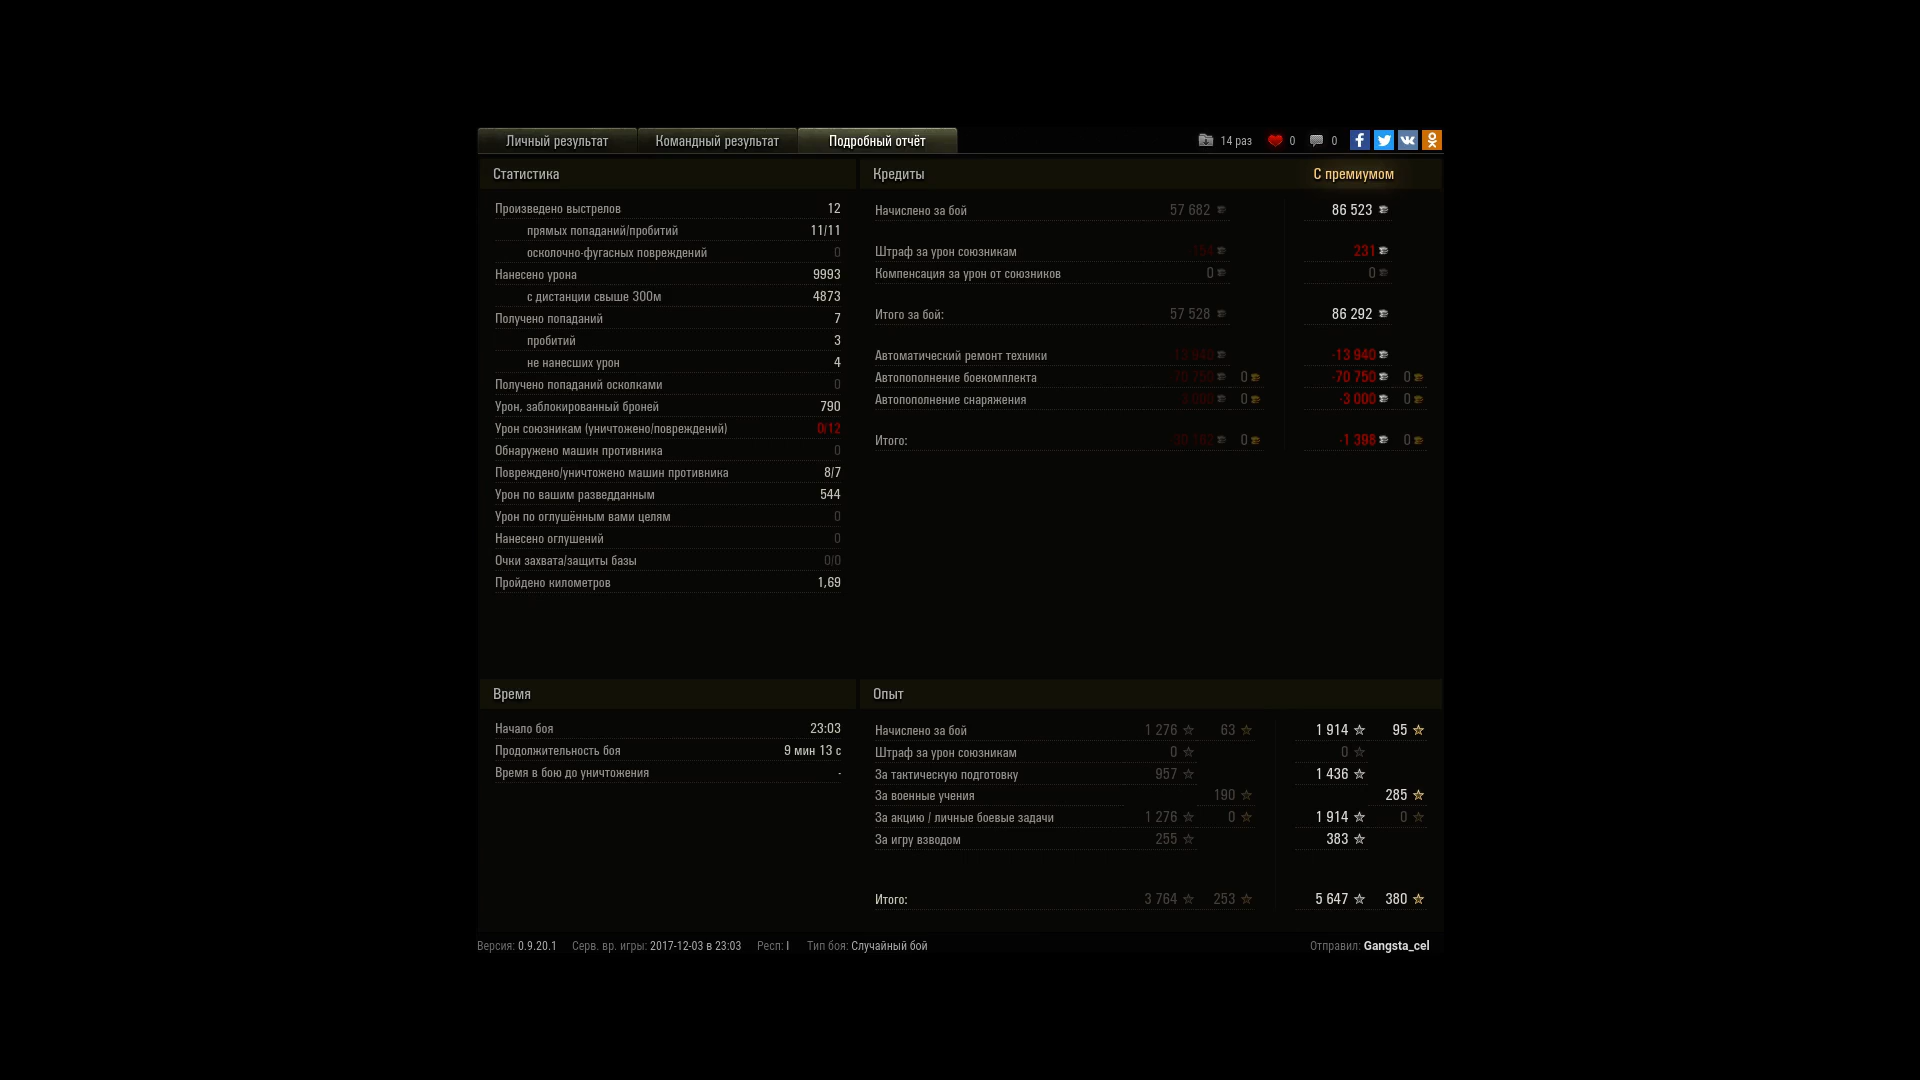 Личный результат Командный результат Подробный отчёт 14 раз 0 0
Статистика
Произведено выстрелов 12
прямых попаданий/пробитий 11/11
осколочно-фугасных повреждений 0
Нанесено урона 9993
с дистанции свыше 300м 4873
Получено попаданий 7
пробитий 3
не нанесших урон 4
Получено попаданий осколками 0
Урон, заблокированный броней 790
Урон союзникам (уничтожено/повреждений) 0/12
Обнаружено машин противника 0
Повреждено/уничтожено машин противника 8/7
Урон по вашим разведданным 544
Урон по оглушённым вами целям 0
Нанесено оглушений 0
Очки захвата/защиты базы 0/0
Пройдено километров 1,69
Кредиты С премиумом
Начислено за бой 57 682 86 523
Штраф за урон союзникам 154 231
Компенсация за урон от союзников 0 0
Итого за бой: 57 528 86 292
Автоматический ремонт техники -13 940 -13 940
Автопополнение боекомплекта -70 750 0 -70 750 0
Автопополнение снаряжения -3 000 0 -3 000 0
Итого: 0 -1 398 0
Время
Начало боя 23:03
Продолжительность боя 9 мин 13 с
Время в бою до уничтожения -
Опыт
Начислено за бой 1 276 63 1 914 95
Штраф за урон союзникам 0 0
За тактическую подготовку 957 1 436
За военные учения 190 285
За акцию / личные боевые задачи 1 276 0 1 914 0
За игру взводом 255 383
Итого: 3 764 253 5 647 380
Версия: 0.9.20.1 Серв. вр. игры: 2017-12-03 в 23:03 Респ: I Тип боя: Случайный бой Отправил: Gangsta_cel